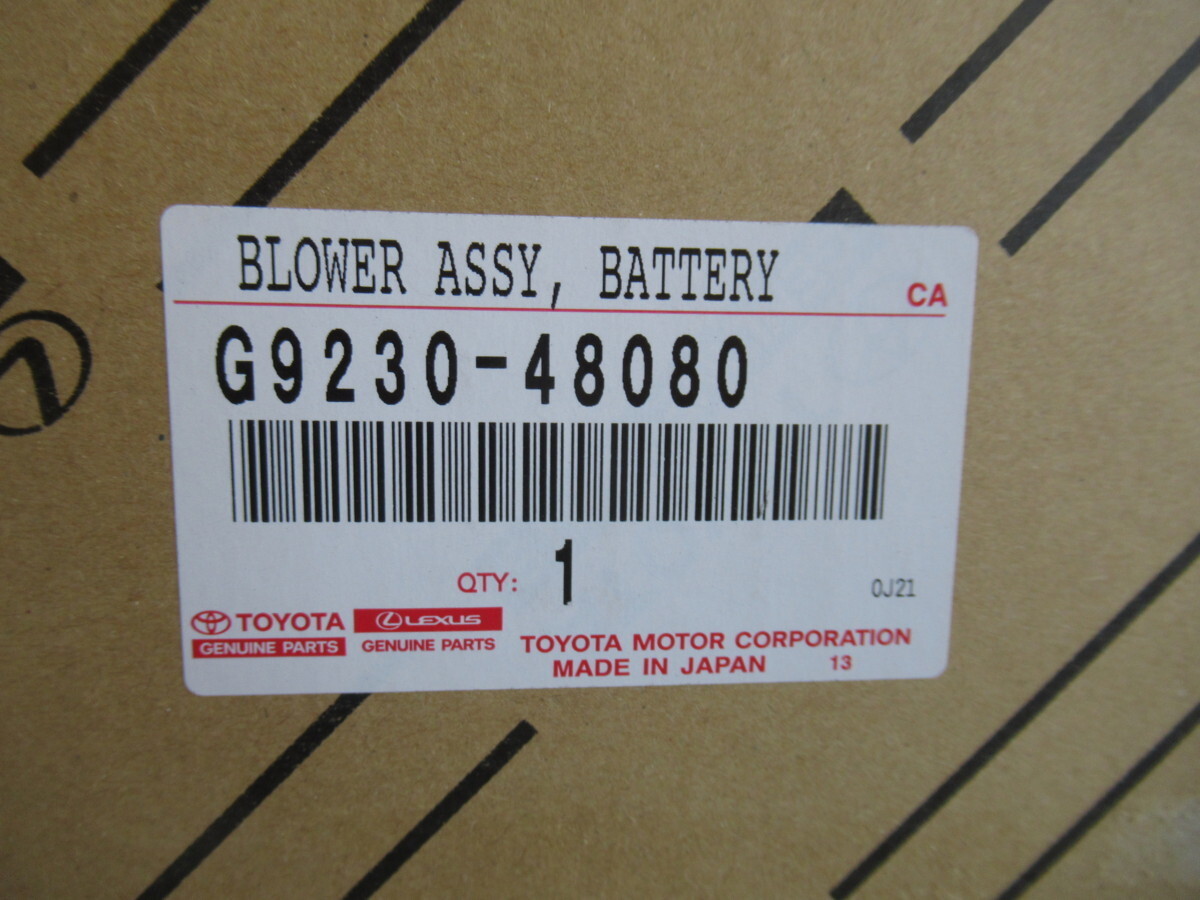 BLOWER ASSY, BATTERY
CA
G9230-48080
QTY: 1
0J21
TOYOTA
GENUINE PARTS
LEXUS
GENUINE PARTS
TOYOTA MOTOR CORPORATION
MADE IN JAPAN 13